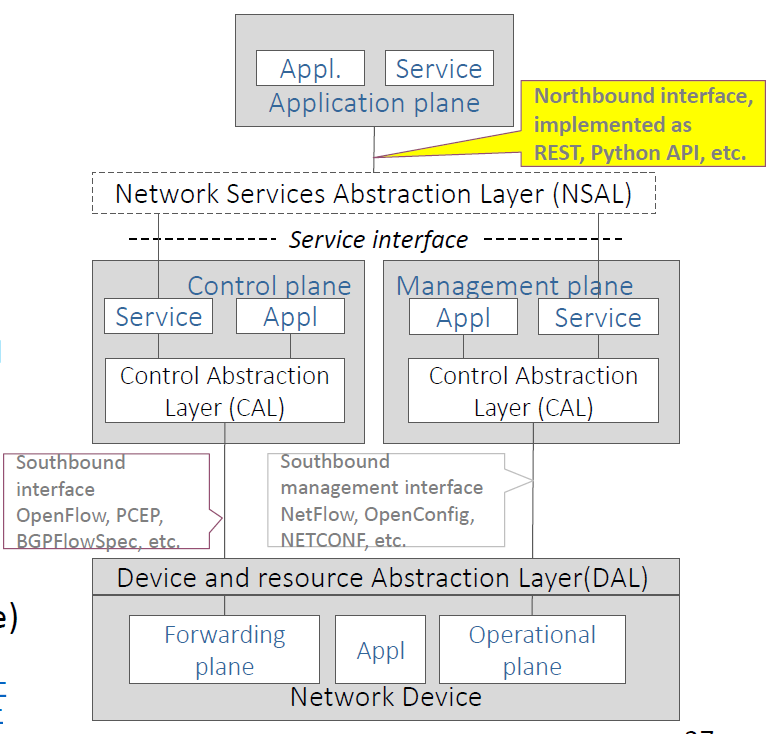 Appl.
Service
Application plane
Northbound interface,
implemented as
REST, Python API, etc.
Network Services Abstraction Layer (NSAL)
Service interface
Control plane
Service
Appl
Control Abstraction
Layer (CAL)
Management plane
Appl
Service
Control Abstraction
Layer (CAL)
Southbound
interface
OpenFlow, PCEP,
BGPFlowSpec, etc.
Southbound
management interface
NetFlow, OpenConfig,
NETCONF, etc.
Device and resource Abstraction Layer(DAL)
Forwarding
plane
Appl
Operational
plane
Network Device
e)